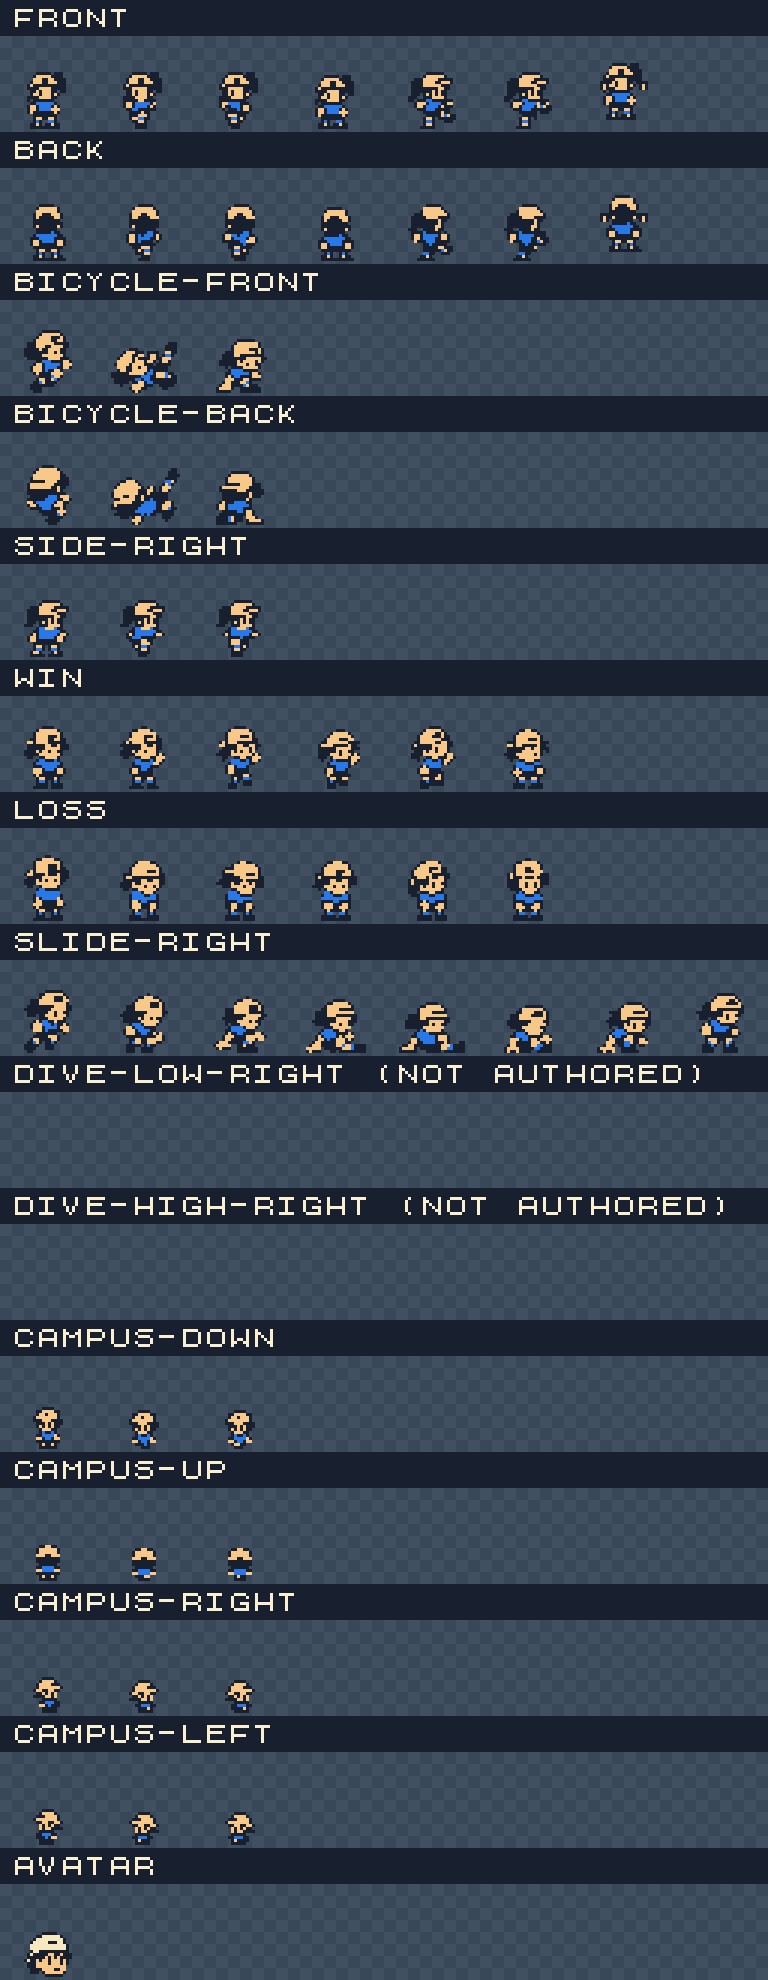 FRONT
BACK
BICYCLE-FRONT
BICYCLE-BACK
SIDE-RIGHT
WIN
LOSS
SLIDE-RIGHT
DIVE-LOW-RIGHT (NOT AUTHORED)
DIVE-HIGH-RIGHT (NOT AUTHORED)
CAMPUS-DOWN
CAMPUS-UP
CAMPUS-RIGHT
CAMPUS-LEFT
AVATAR